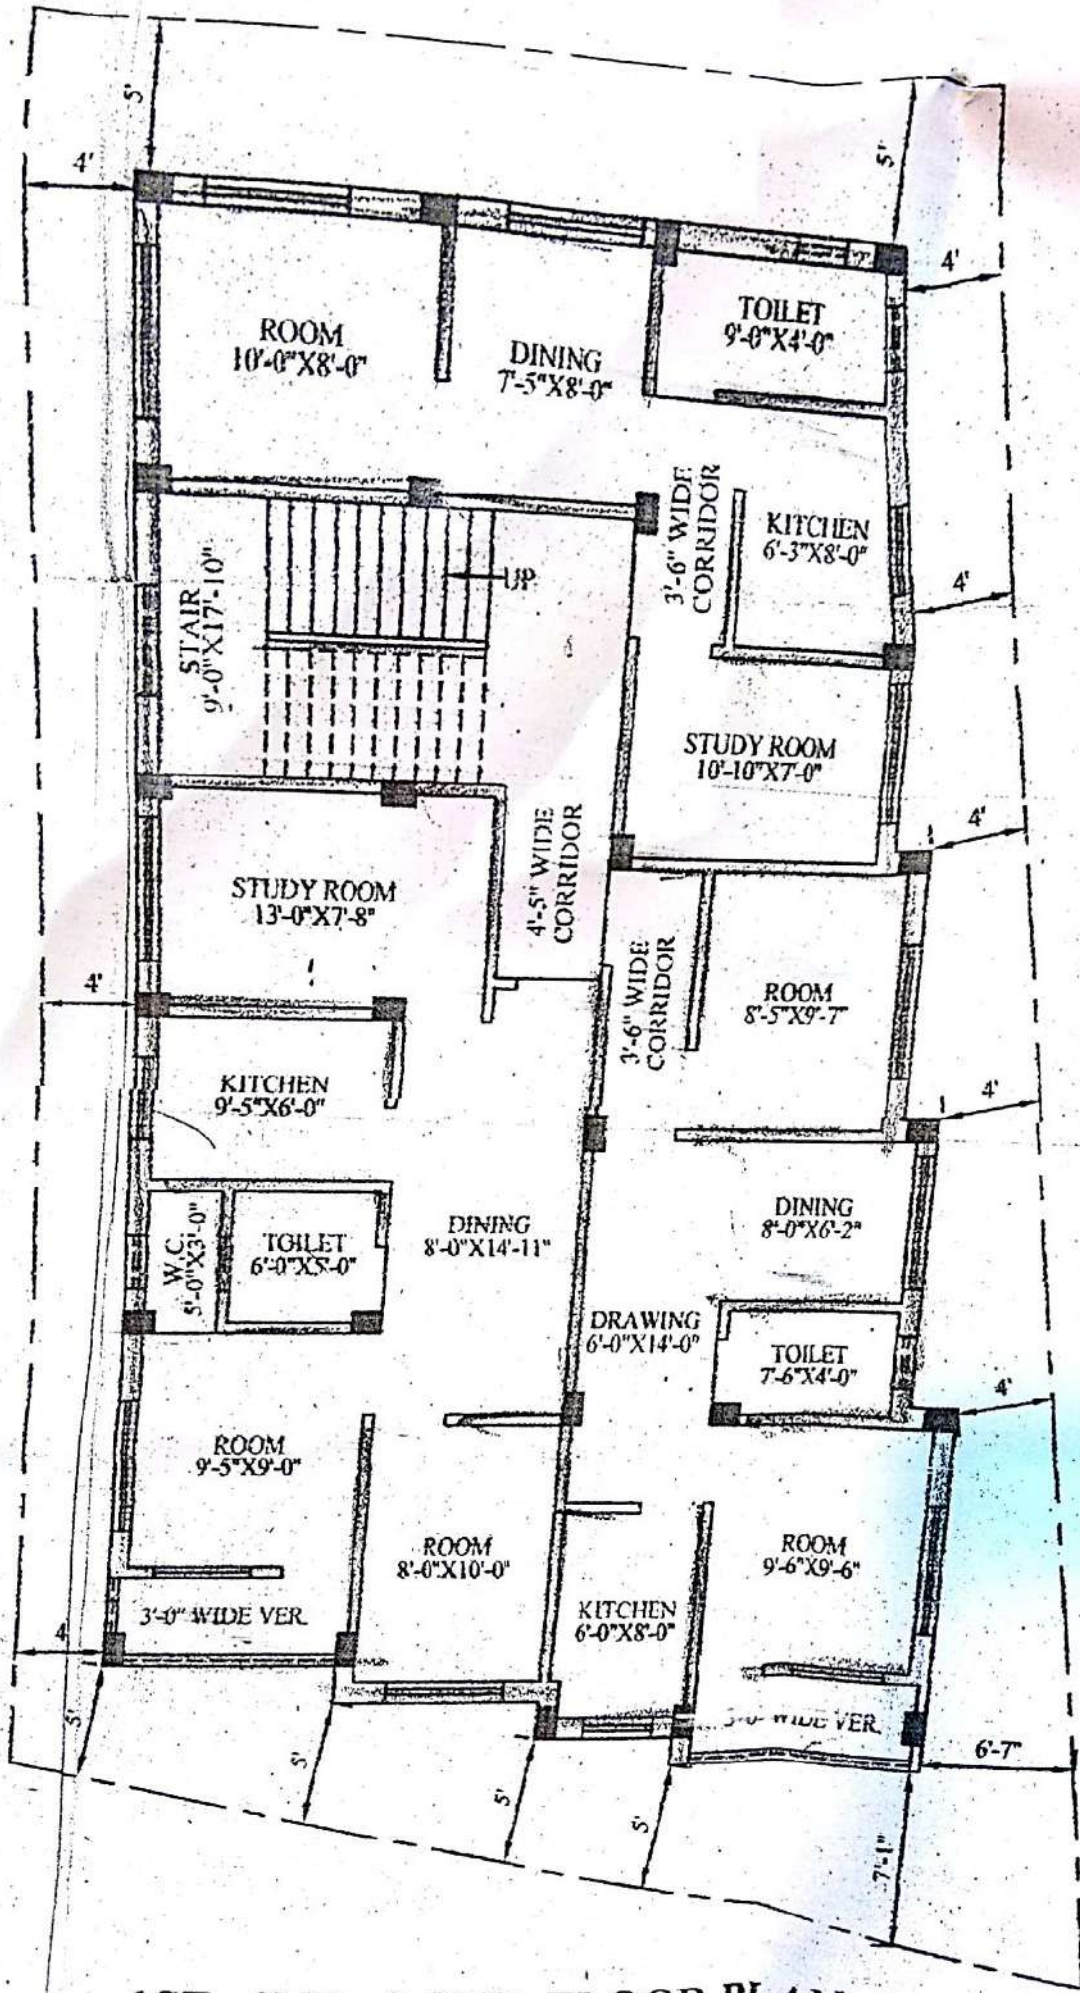 5'
4'
5'
4'
ROOM
10'-0"X8'-0"
DINING
7'-5"X8'-0"
TOILET
9'-0"X4'-0"
3'-6" WIDE
CORRIDOR
KITCHEN
6'-3"X8'-0"
UP
4'
STAIR
9'-0"X17'-10"
STUDY ROOM
10'-10"X7'-0"
4'
STUDY ROOM
13'-0"X7'-8"
4'-5" WIDE
CORRIDOR
4'
3'-6" WIDE
CORRIDOR
ROOM
8'-5"X9'-7"
4'
KITCHEN
9'-5"X6'-0"
W.C.
5'-0"X3'-0"
TOILET
6'-0"X5'-0"
DINING
8'-0"X14'-11"
DINING
8'-0"X6'-2"
DRAWING
6'-0"X14'-0"
TOILET
7'-6"X4'-0"
4'
ROOM
9'-5"X9'-0"
ROOM
8'-0"X10'-0"
ROOM
9'-6"X9'-6"
KITCHEN
6'-0"X8'-0"
3'-0" WIDE VER.
4
WIDE VER.
6'-7"
5'
5'
5'
5'
7'-1"
FLOOR PLAN